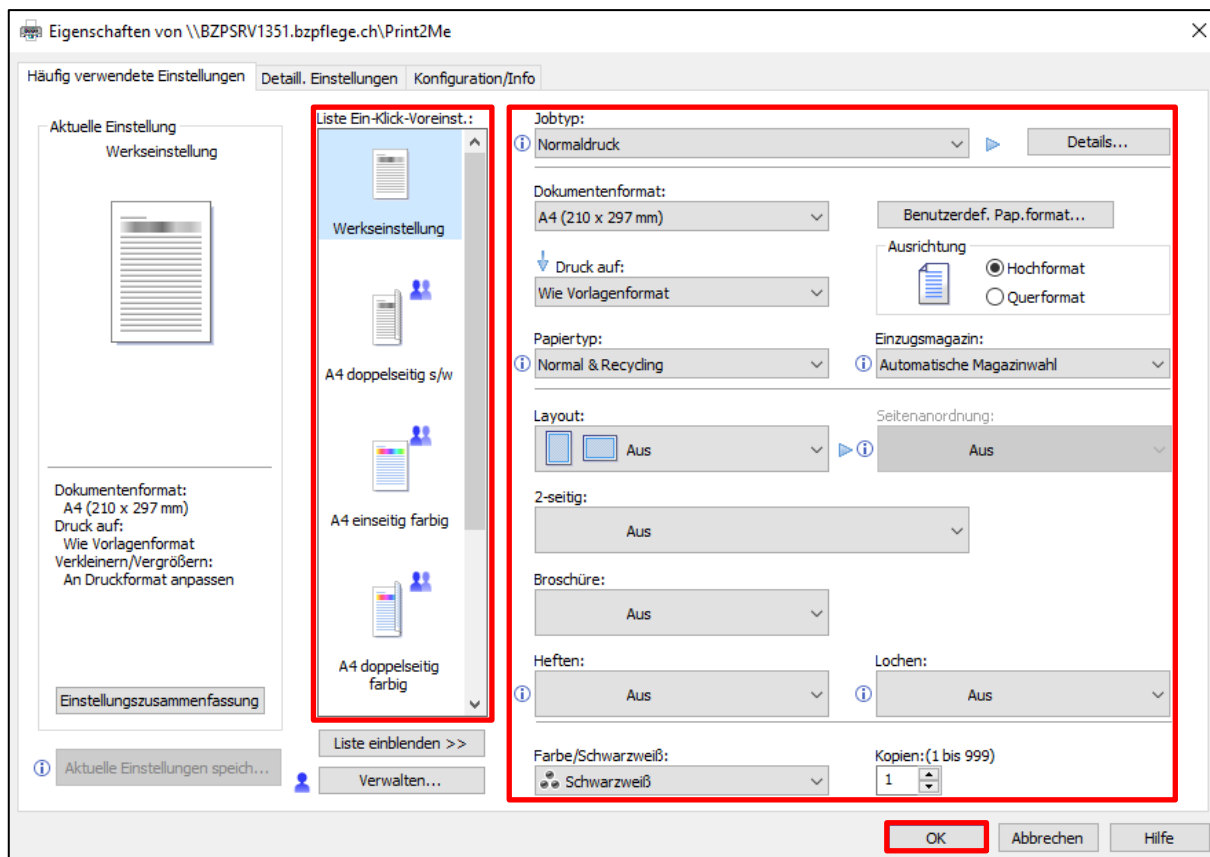 Eigenschaften von \\BZPSRV1351.bzpflege.ch\Print2Me
Häufig verwendete Einstellungen
Detaill. Einstellungen
Konfiguration/Info
Aktuelle Einstellung
Werkseinstellung
Dokumentenformat:
A4 (210 x 297 mm)
Druck auf:
Wie Vorlagenformat
Verkleinern/Vergrößern:
An Druckformat anpassen
Einstellungszusammenfassung
Aktuelle Einstellungen speich...
Liste Ein-Klick-Voreinst.:
Werkseinstellung
A4 doppelseitig s/w
A4 einseitig farbig
A4 doppelseitig
farbig
Liste einblenden >>
Verwalten...
Jobtyp:
Normaldruck
Details...
Dokumentenformat:
A4 (210 x 297 mm)
Benutzerdef. Pap.format...
Druck auf:
Wie Vorlagenformat
Ausrichtung
Hochformat
Querformat
Papiertyp:
Normal & Recycling
Einzugsmagazin:
Automatische Magazinwahl
Layout:
Aus
Seitenanordnung:
Aus
2-seitig:
Aus
Broschüre:
Aus
Heften:
Aus
Lochen:
Aus
Farbe/Schwarzweiß:
Schwarzweiß
Kopien:(1 bis 999)
1
OK
Abbrechen
Hilfe